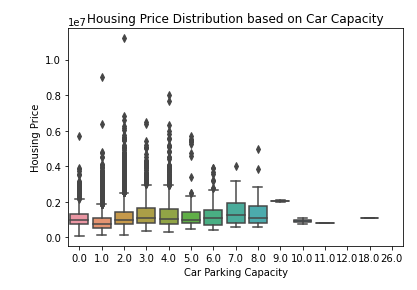 Housing Price Distribution based on Car Capacity
1e7
1.0
0.8
0.6
0.4
0.2
0.0
Housing Price
0.0 1.0 2.0 3.0 4.0 5.0 6.0 7.0 8.0 9.0 10.0 11.0 12.0 18.0 26.0
Car Parking Capacity